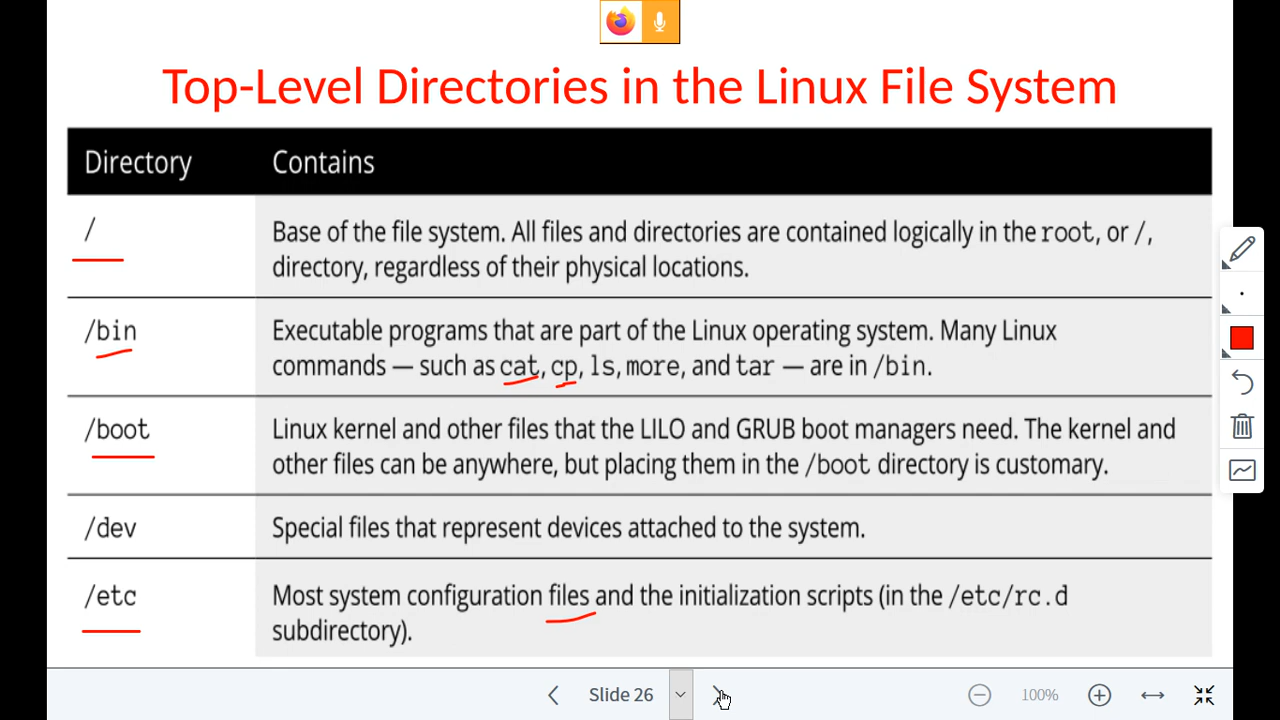 Top-Level Directories in the Linux File System
Directory Contains
/ Base of the file system. All files and directories are contained logically in the root, or /,
directory, regardless of their physical locations.
/bin Executable programs that are part of the Linux operating system. Many Linux
commands — such as cat, cp, ls, more, and tar — are in /bin.
/boot Linux kernel and other files that the LILO and GRUB boot managers need. The kernel and
other files can be anywhere, but placing them in the /boot directory is customary.
/dev Special files that represent devices attached to the system.
/etc Most system configuration files and the initialization scripts (in the /etc/rc.d
subdirectory).
Slide 26 100%